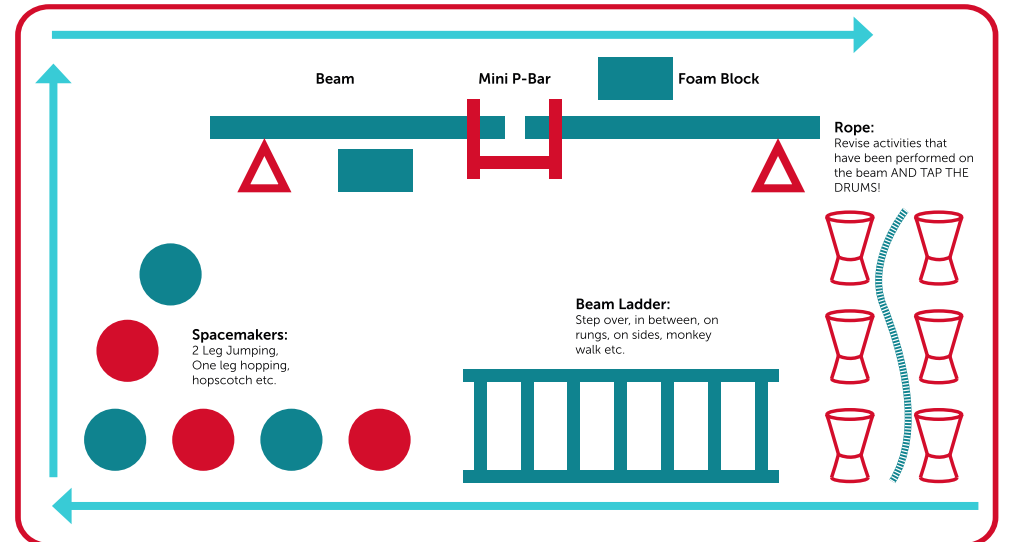 Beam
Mini P-Bar
Foam Block
Rope:
Revise activities that
have been performed on
the beam AND TAP THE
DRUMS!
Spacemakers:
2 Leg Jumping,
One leg hopping,
hopscotch etc.
Beam Ladder:
Step over, in between, on
rungs, on sides, monkey
walk etc.